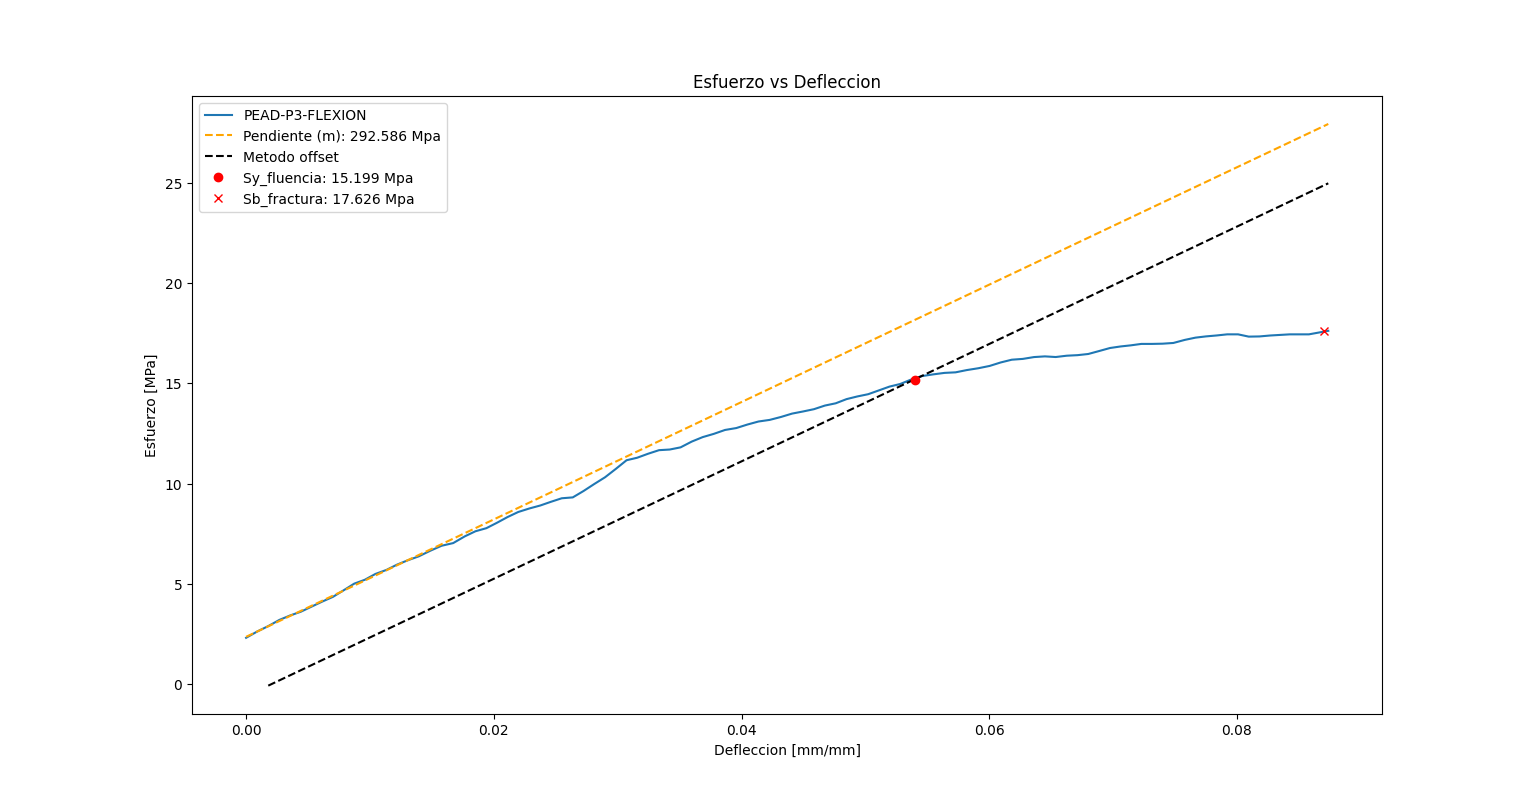 Esfuerzo vs Defleccion
PEAD-P3-FLEXION
Pendiente (m): 292.586 Mpa
Metodo offset
Sy_fluencia: 15.199 Mpa
Sb_fractura: 17.626 Mpa
Esfuerzo [MPa]
25
20
15
10
5
0
0.00 0.02 0.04 0.06 0.08
Defleccion [mm/mm]